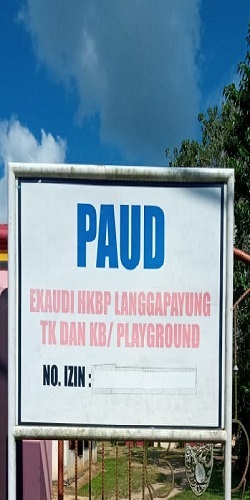 PAUD
EXAUDI HKBP LANGGAPAYUNG
TK DAN KB/ PLAYGROUND
NO. IZIN :